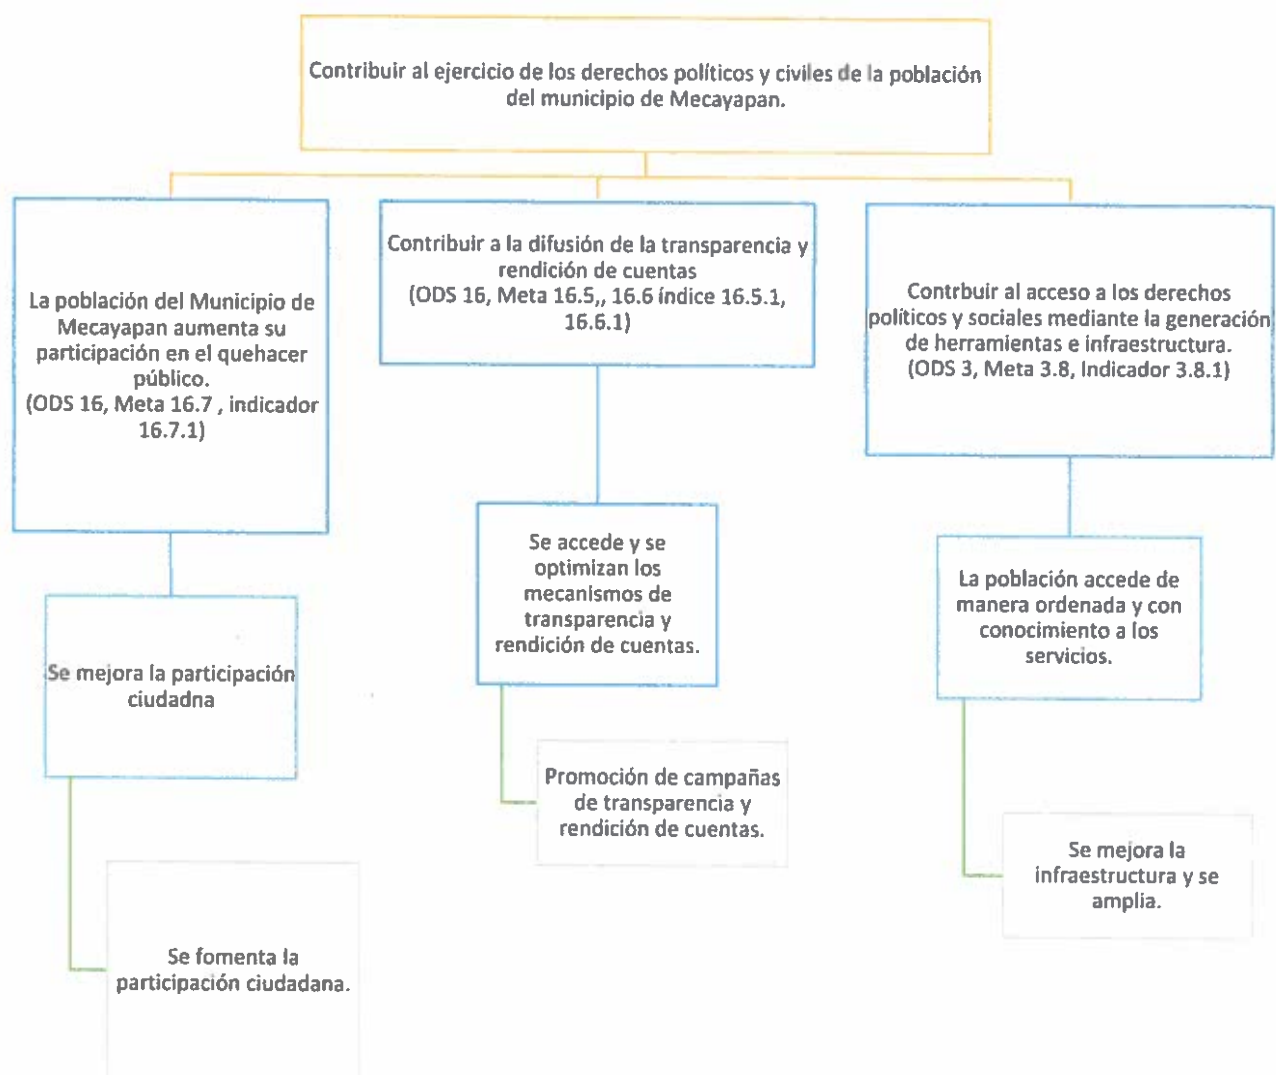 Contribuir al ejercicio de los derechos políticos y civiles de la población
del municipio de Mecayapan.
La población del Municipio de
Mecayapan aumenta su
participación en el quehacer
público.
(ODS 16, Meta 16.7 , indicador
16.7.1)
Se mejora la participación
ciudadna
Se fomenta la
participación ciudadana.
Contribuir a la difusión de la transparencia y
rendición de cuentas
(ODS 16, Meta 16.5,, 16.6 índice 16.5.1,
16.6.1)
Se accede y se
optimizan los
mecanismos de
transparencia y
rendición de cuentas.
Promoción de campañas
de transparencia y
rendición de cuentas.
Contrbuir al acceso a los derechos
políticos y sociales mediante la generación
de herramientas e infraestructura.
(ODS 3, Meta 3.8, Indicador 3.8.1)
La población accede de
manera ordenada y con
conocimiento a los
servicios.
Se mejora la
infraestructura y se
amplia.